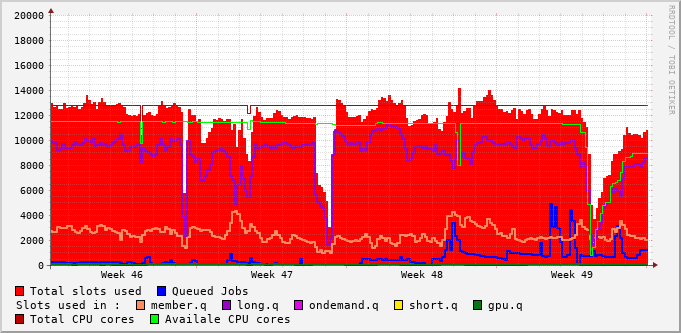 20000
18000
16000
14000
12000
10000
8000
6000
4000
2000
0
Week 46 Week 47 Week 48 Week 49
RRDTOOL / TOBI OETIKER
Total slots used Queued Jobs
Slots used in : member.q long.q ondemand.q short.q gpu.q
Total CPU cores Availale CPU cores